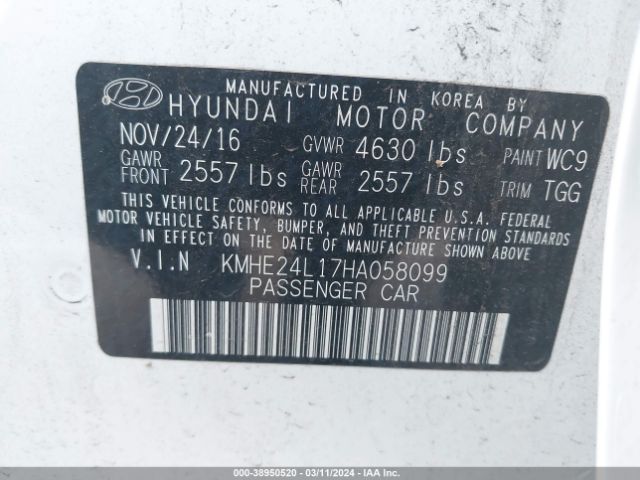 MANUFACTURED IN KOREA BY
HYUNDAI MOTOR COMPANY
NOV/24/16 GVWR 4630 lbs PAINT WC9
GAWR FRONT 2557 lbs GAWR REAR 2557 lbs TRIM TGG
THIS VEHICLE CONFORMS TO ALL APPLICABLE U.S.A. FEDERAL
MOTOR VEHICLE SAFETY, BUMPER, AND THEFT PREVENTION STANDARDS
IN EFFECT ON THE DATE OF MANUFACTURE SHOWN ABOVE.
V.I.N KMHE24L17HA058099
PASSENGER CAR
000-38950520 - 03/11/2024 - IAA Inc.